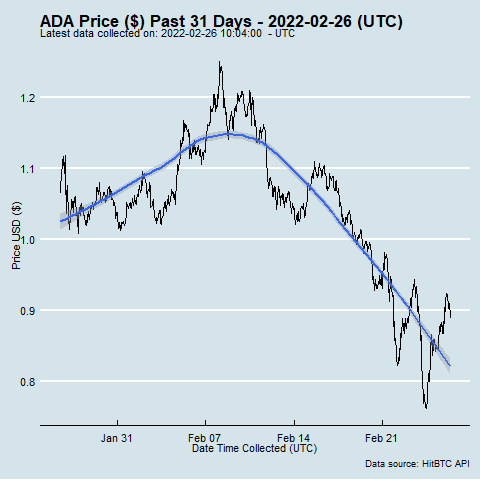 ADA Price ($) Past 31 Days - 2022-02-26 (UTC)
Latest data collected on: 2022-02-26 10:04:00 - UTC
Price USD ($)
1.2
1.1
1.0
0.9
0.8
Jan 31 Feb 07 Feb 14 Feb 21
Date Time Collected (UTC)
Data source: HitBTC API